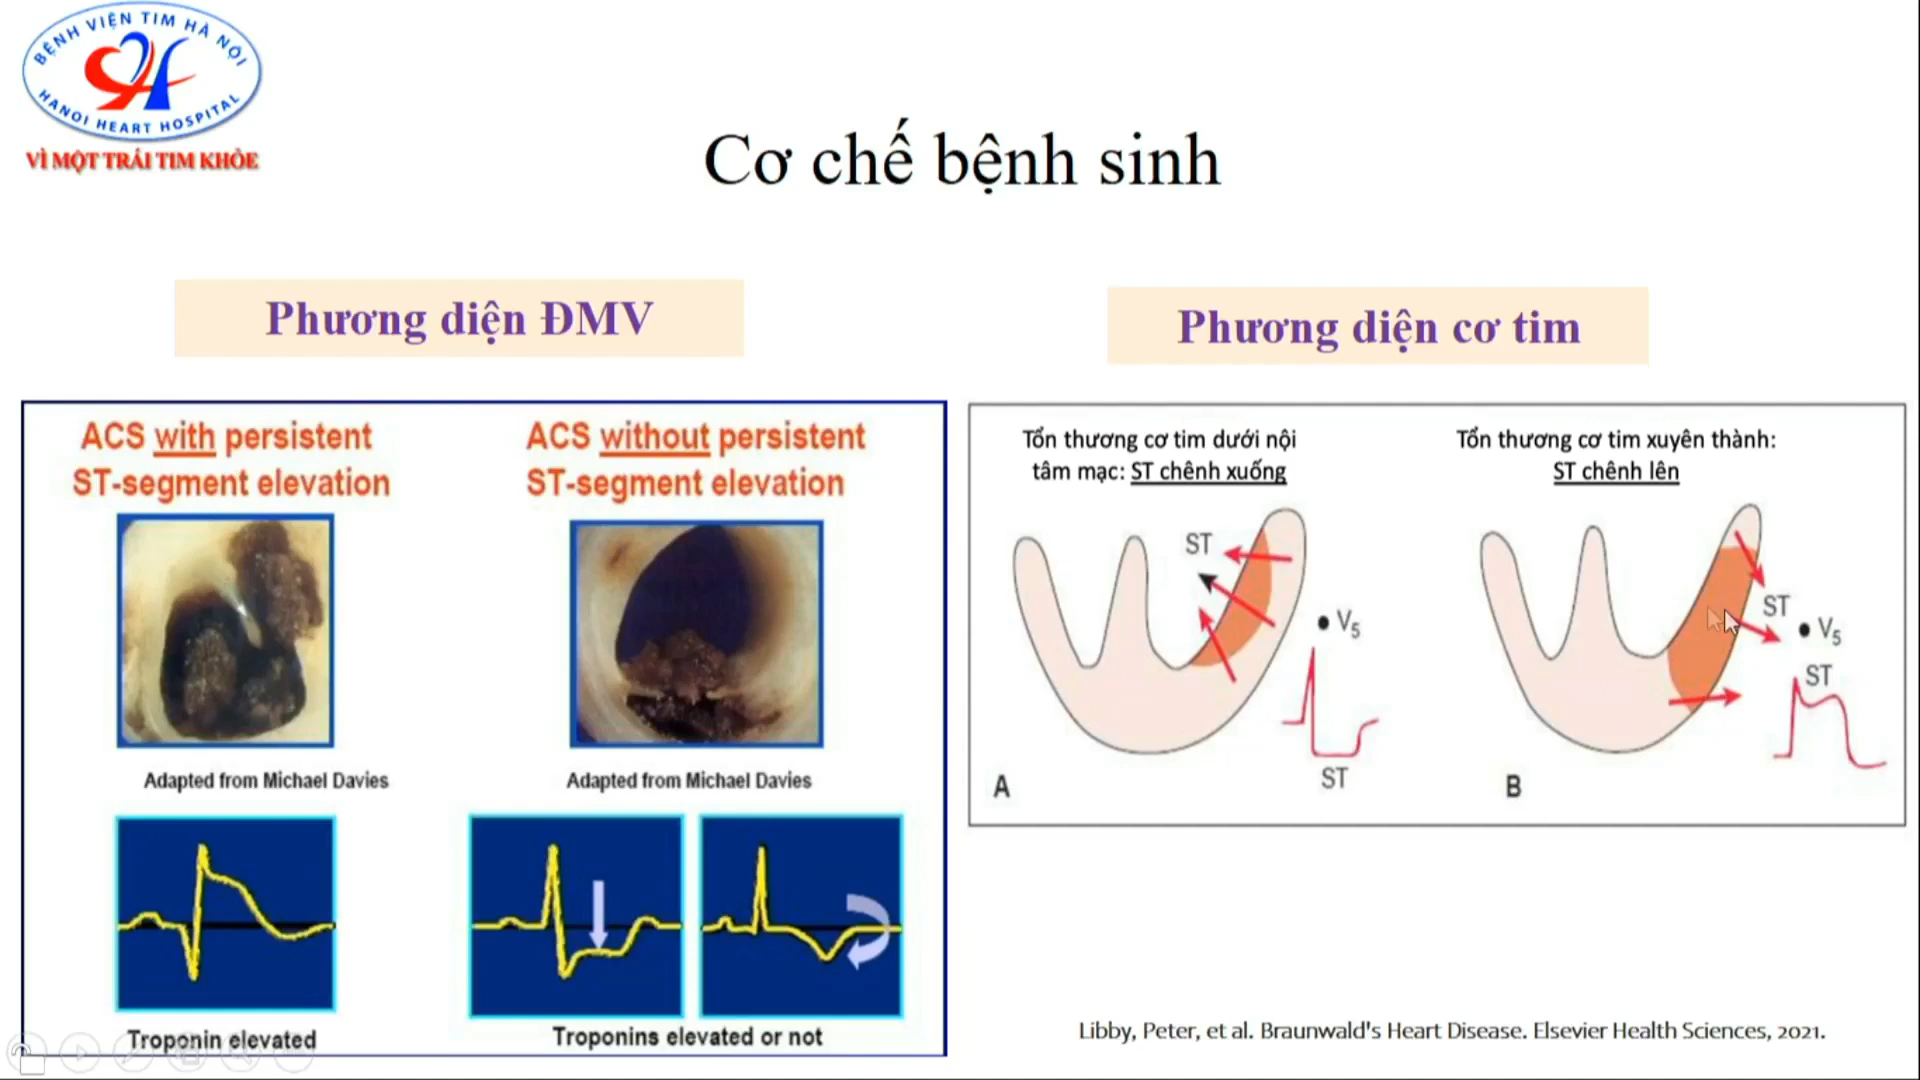 BỆNH VIỆN TIM HÀ NỘI
HANOI HEART HOSPITAL
VÌ MỘT TRÁI TIM KHỎE
Cơ chế bệnh sinh
Phương diện ĐMV
Phương diện cơ tim
ACS with persistent
ST-segment elevation
ACS without persistent
ST-segment elevation
Adapted from Michael Davies
Adapted from Michael Davies
Troponin elevated
Troponins elevated or not
Tổn thương cơ tim dưới nội
tâm mạc: ST chênh xuống
ST
V5
ST
A
Tổn thương cơ tim xuyên thành:
ST chênh lên
ST
V5
ST
B
Libby, Peter, et al. Braunwald's Heart Disease. Elsevier Health Sciences, 2021.